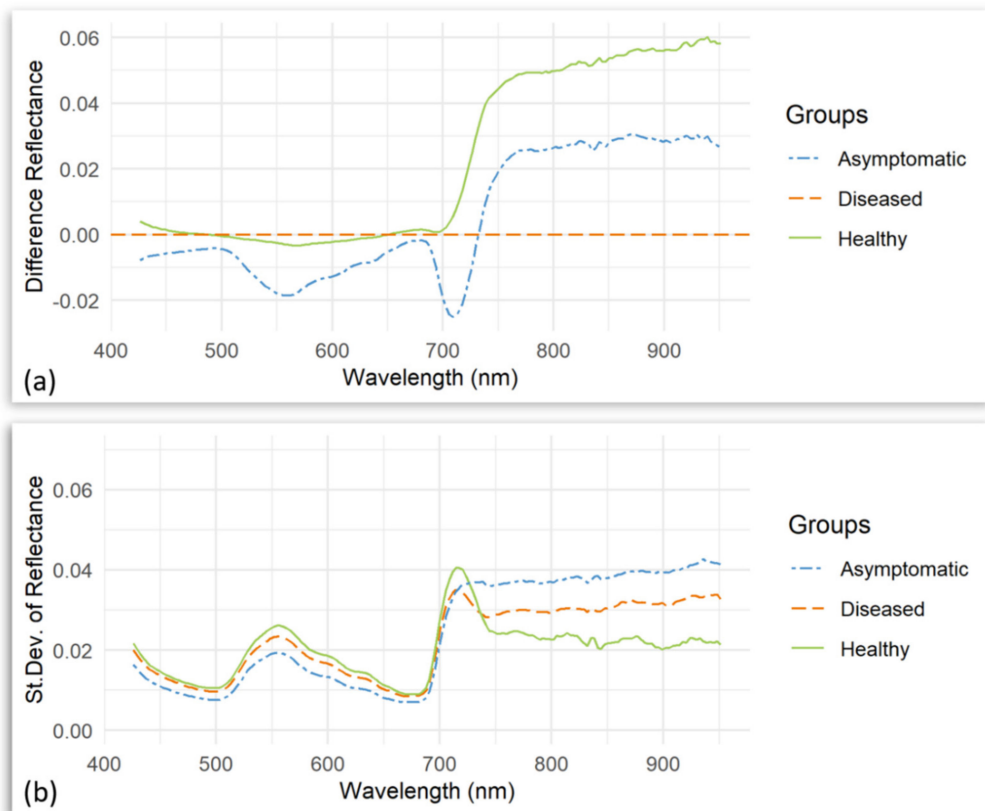 0.06
0.04
0.02
0.00
-0.02
Difference Reflectance
400 500 600 700 800 900
Wavelength (nm)
(a)
Groups
Asymptomatic
Diseased
Healthy
0.06
0.04
0.02
0.00
St.Dev. of Reflectance
400 500 600 700 800 900
Wavelength (nm)
(b)
Groups
Asymptomatic
Diseased
Healthy